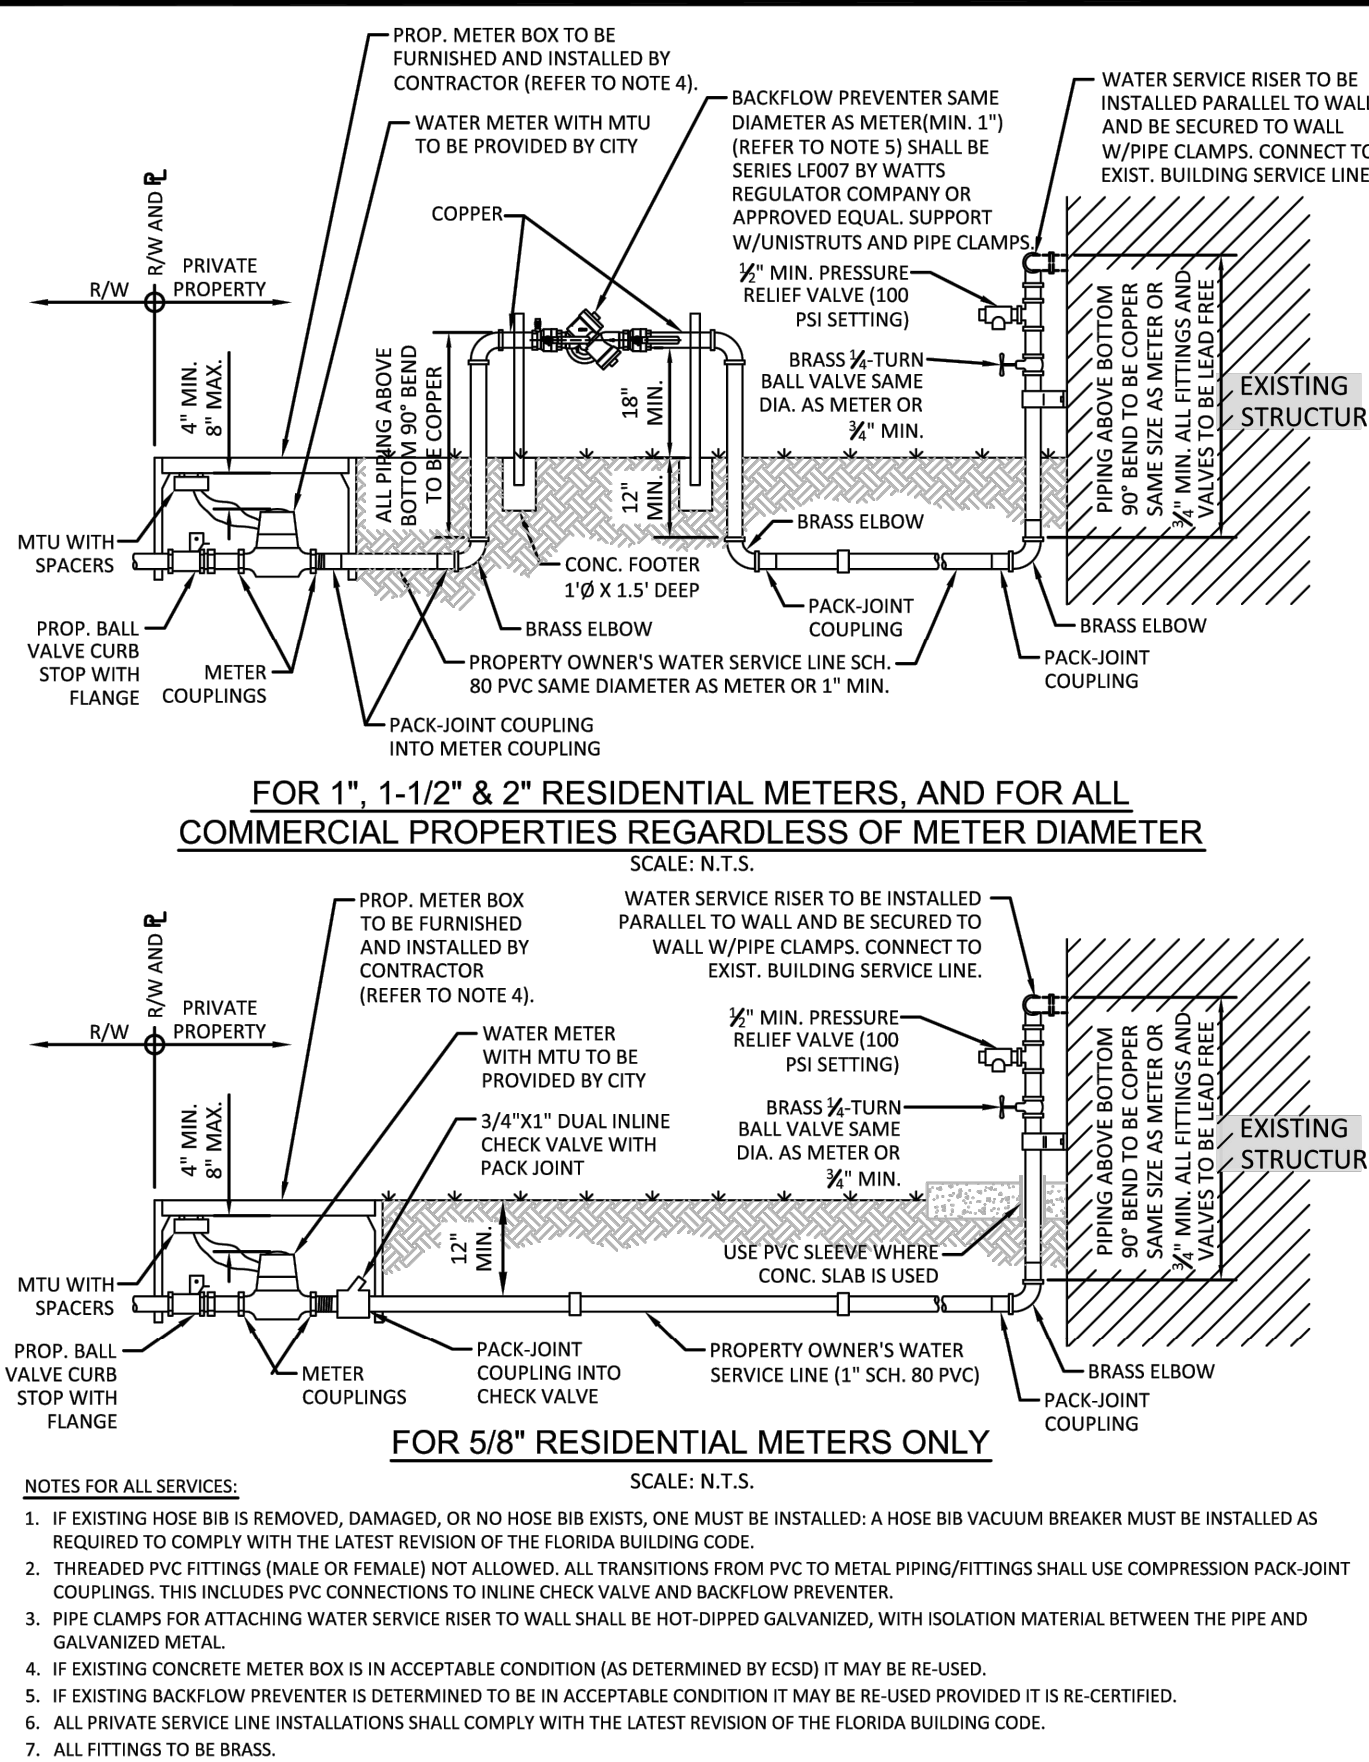 PROP. METER BOX TO BE
FURNISHED AND INSTALLED BY
CONTRACTOR (REFER TO NOTE 4).
WATER METER WITH MTU
TO BE PROVIDED BY CITY
BACKFLOW PREVENTER SAME
DIAMETER AS METER(MIN. 1")
(REFER TO NOTE 5) SHALL BE
SERIES LF007 BY WATTS
REGULATOR COMPANY OR
APPROVED EQUAL. SUPPORT
W/UNISTRUTS AND PIPE CLAMPS.
WATER SERVICE RISER TO BE
INSTALLED PARALLEL TO WALL
AND BE SECURED TO WALL
W/PIPE CLAMPS. CONNECT TO
EXIST. BUILDING SERVICE LINE
COPPER
R/W AND PL
R/W
PRIVATE
PROPERTY
4" MIN.
8" MAX.
ALL PIPING ABOVE
BOTTOM 90° BEND
TO BE COPPER
18"
MIN.
12"
MIN.
½" MIN. PRESSURE
RELIEF VALVE (100
PSI SETTING)
BRASS ¼-TURN
BALL VALVE SAME
DIA. AS METER OR
¾" MIN.
PIPING ABOVE BOTTOM
90° BEND TO BE COPPER
SAME SIZE AS METER OR
¾" MIN. ALL FITTINGS AND
VALVES TO BE LEAD FREE
EXISTING
STRUCTUR
MTU WITH
SPACERS
PROP. BALL
VALVE CURB
STOP WITH
FLANGE
METER
COUPLINGS
CONC. FOOTER
1'Ø X 1.5' DEEP
BRASS ELBOW
BRASS ELBOW
PACK-JOINT
COUPLING
BRASS ELBOW
PACK-JOINT
COUPLING
PROPERTY OWNER'S WATER SERVICE LINE SCH.
80 PVC SAME DIAMETER AS METER OR 1" MIN.
PACK-JOINT COUPLING
INTO METER COUPLING
FOR 1", 1-1/2" & 2" RESIDENTIAL METERS, AND FOR ALL
COMMERCIAL PROPERTIES REGARDLESS OF METER DIAMETER
SCALE: N.T.S.
PROP. METER BOX
TO BE FURNISHED
AND INSTALLED BY
CONTRACTOR
(REFER TO NOTE 4).
WATER SERVICE RISER TO BE INSTALLED
PARALLEL TO WALL AND BE SECURED TO
WALL W/PIPE CLAMPS. CONNECT TO
EXIST. BUILDING SERVICE LINE.
R/W AND PL
R/W
PRIVATE
PROPERTY
WATER METER
WITH MTU TO BE
PROVIDED BY CITY
3/4"X1" DUAL INLINE
CHECK VALVE WITH
PACK JOINT
4" MIN.
8" MAX.
12"
MIN.
½" MIN. PRESSURE
RELIEF VALVE (100
PSI SETTING)
BRASS ¼-TURN
BALL VALVE SAME
DIA. AS METER OR
¾" MIN.
USE PVC SLEEVE WHERE
CONC. SLAB IS USED
PIPING ABOVE BOTTOM
90° BEND TO BE COPPER
SAME SIZE AS METER OR
¾" MIN. ALL FITTINGS AND
VALVES TO BE LEAD FREE
EXISTING
STRUCTUR
MTU WITH
SPACERS
PROP. BALL
VALVE CURB
STOP WITH
FLANGE
METER
COUPLINGS
PACK-JOINT
COUPLING INTO
CHECK VALVE
PROPERTY OWNER'S WATER
SERVICE LINE (1" SCH. 80 PVC)
BRASS ELBOW
PACK-JOINT
COUPLING
FOR 5/8" RESIDENTIAL METERS ONLY
SCALE: N.T.S.
NOTES FOR ALL SERVICES:
1. IF EXISTING HOSE BIB IS REMOVED, DAMAGED, OR NO HOSE BIB EXISTS, ONE MUST BE INSTALLED: A HOSE BIB VACUUM BREAKER MUST BE INSTALLED AS
REQUIRED TO COMPLY WITH THE LATEST REVISION OF THE FLORIDA BUILDING CODE.
2. THREADED PVC FITTINGS (MALE OR FEMALE) NOT ALLOWED. ALL TRANSITIONS FROM PVC TO METAL PIPING/FITTINGS SHALL USE COMPRESSION PACK-JOINT
COUPLINGS. THIS INCLUDES PVC CONNECTIONS TO INLINE CHECK VALVE AND BACKFLOW PREVENTER.
3. PIPE CLAMPS FOR ATTACHING WATER SERVICE RISER TO WALL SHALL BE HOT-DIPPED GALVANIZED, WITH ISOLATION MATERIAL BETWEEN THE PIPE AND
GALVANIZED METAL.
4. IF EXISTING CONCRETE METER BOX IS IN ACCEPTABLE CONDITION (AS DETERMINED BY ECSD) IT MAY BE RE-USED.
5. IF EXISTING BACKFLOW PREVENTER IS DETERMINED TO BE IN ACCEPTABLE CONDITION IT MAY BE RE-USED PROVIDED IT IS RE-CERTIFIED.
6. ALL PRIVATE SERVICE LINE INSTALLATIONS SHALL COMPLY WITH THE LATEST REVISION OF THE FLORIDA BUILDING CODE.
7. ALL FITTINGS TO BE BRASS.